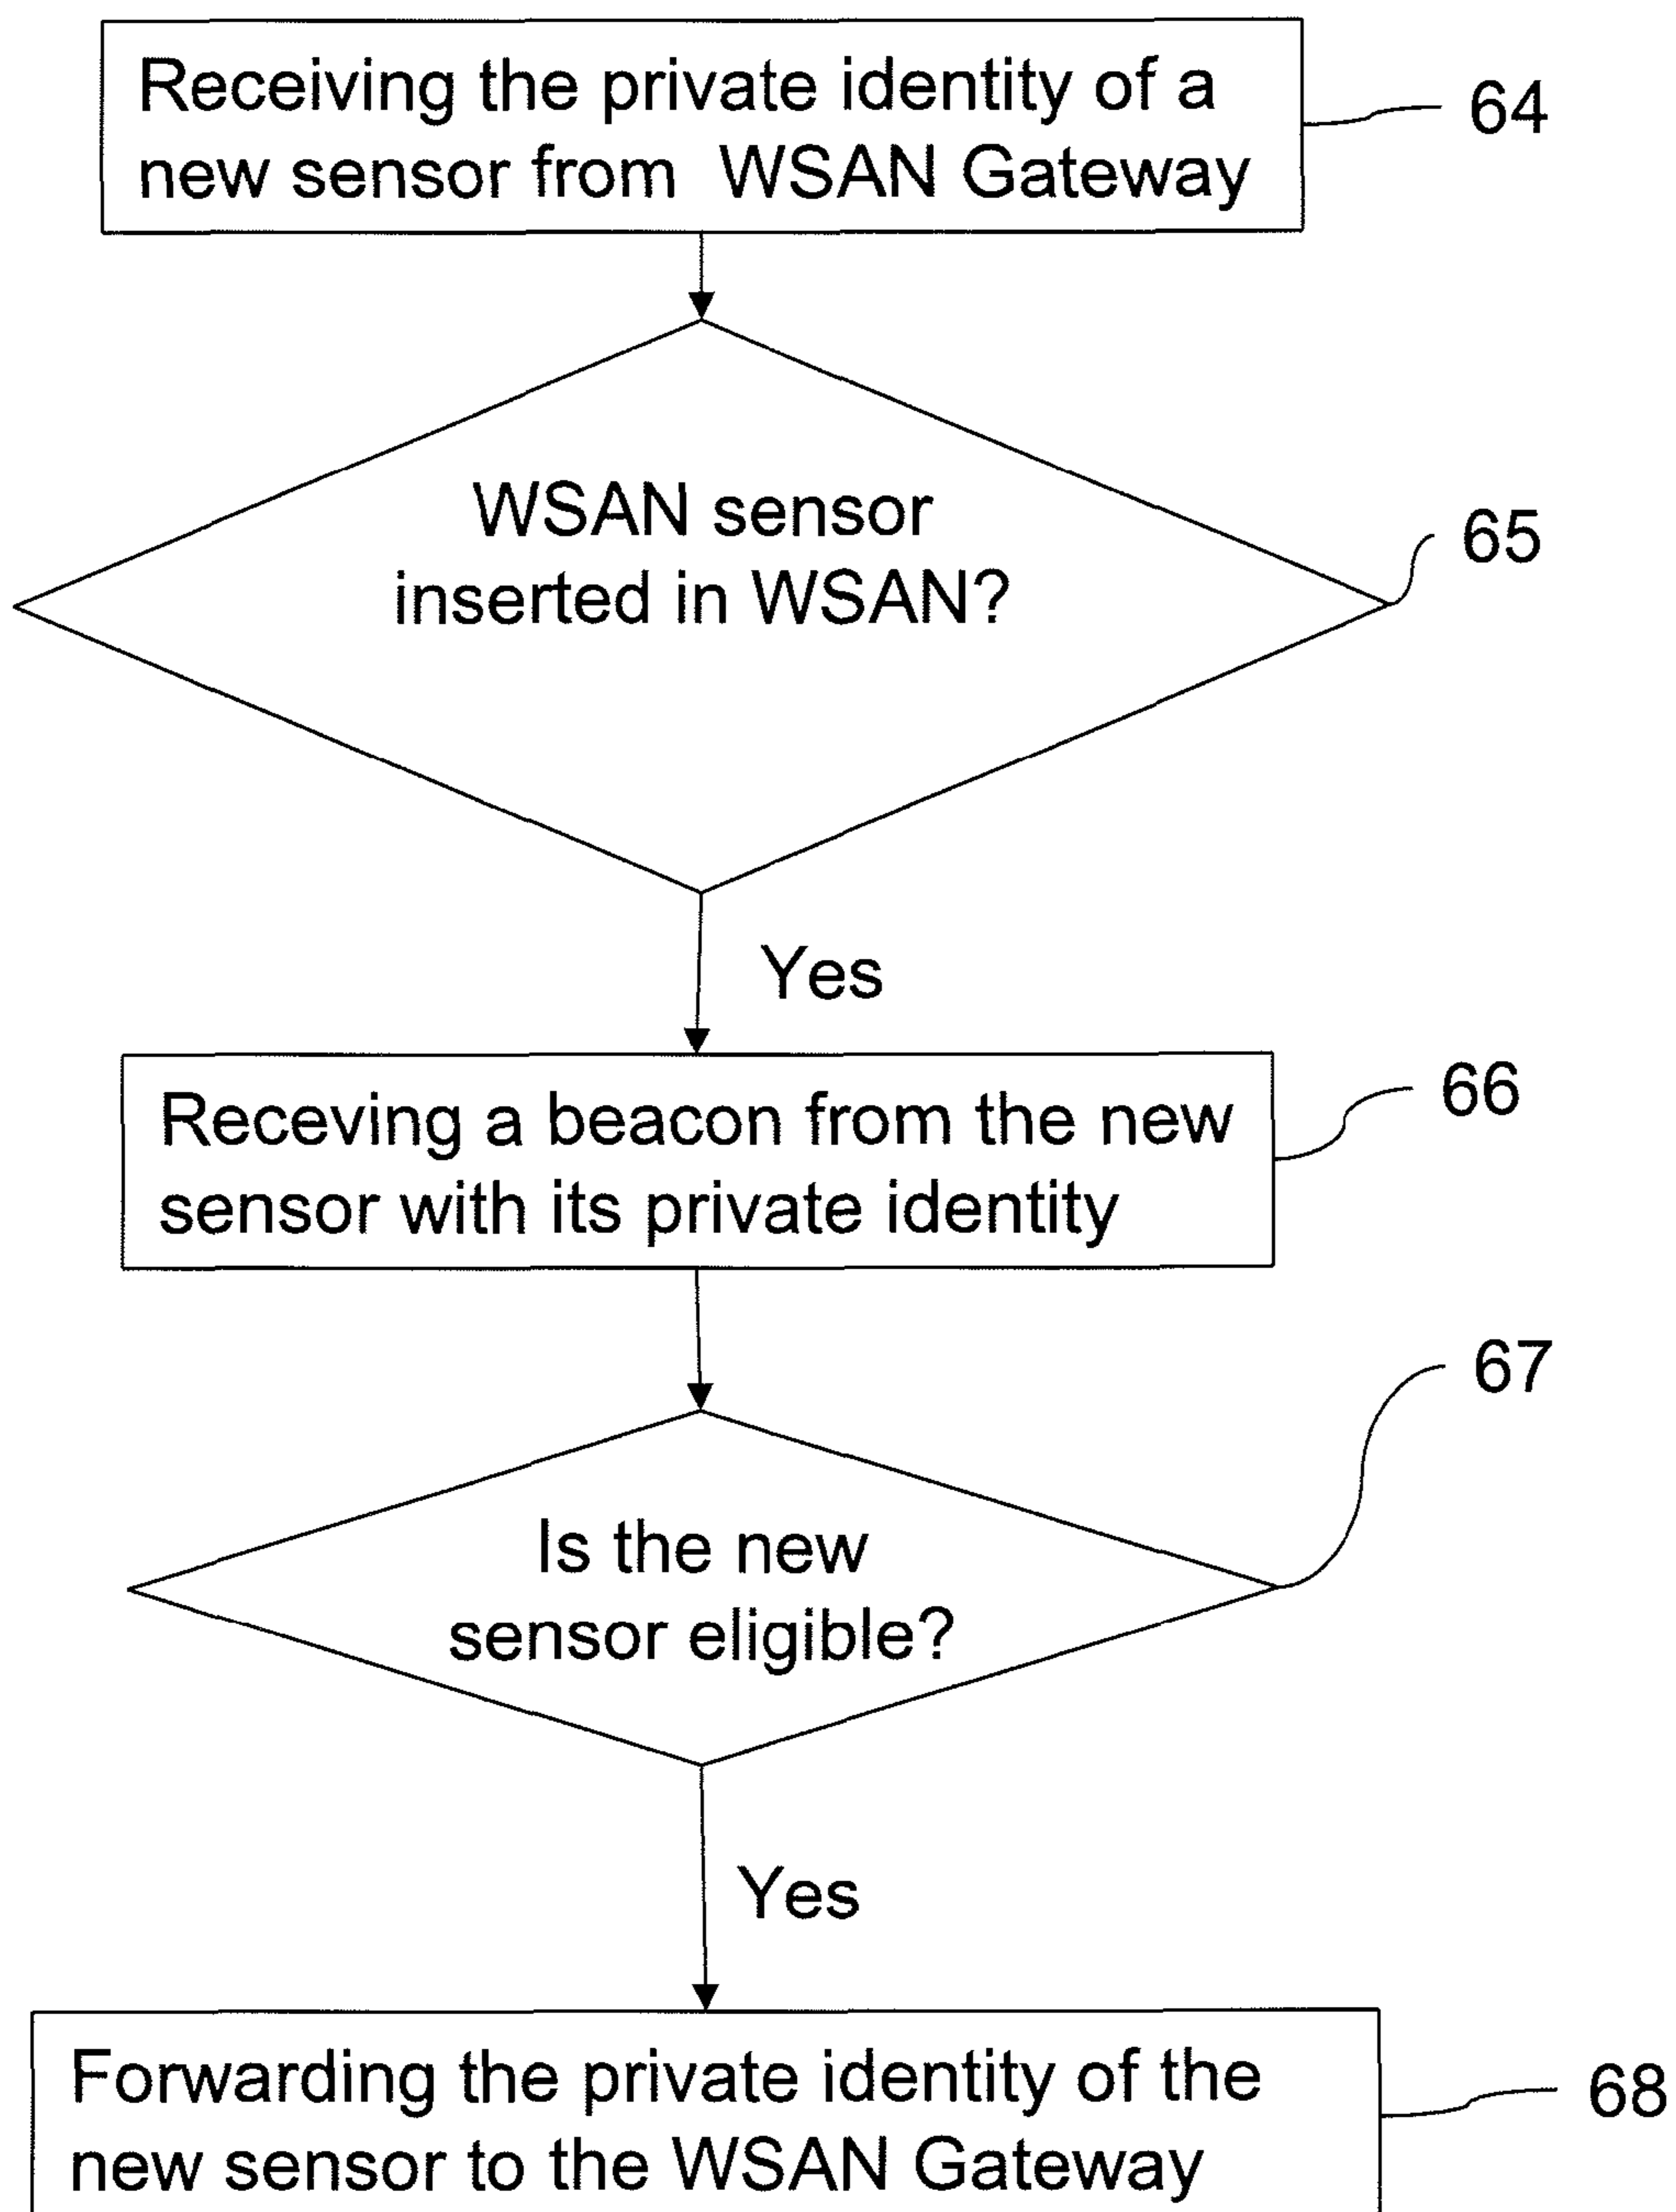 Receiving the private identity of a
new sensor from WSAN Gateway
64
WSAN sensor
inserted in WSAN?
65
Yes
Receving a beacon from the new
sensor with its private identity
66
67
Is the new
sensor eligible?
Yes
Forwarding the private identity of the
new sensor to the WSAN Gateway
68